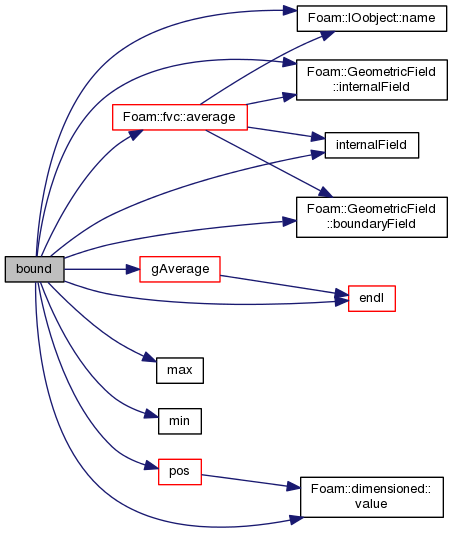 Foam::IOobject::name
Foam::GeometricField
::internalField
Foam::fvc::average
internalField
Foam::GeometricField
::boundaryField
bound
gAverage
endl
max
min
pos
Foam::dimensioned::
value